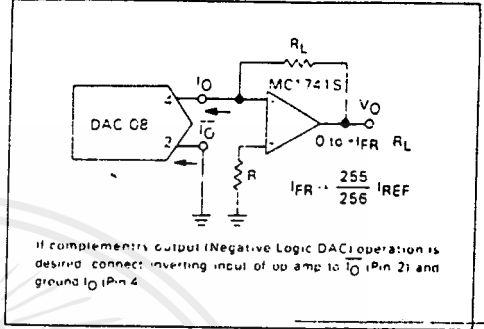 RL
IO
MC1741S
4
DAC 08
IO
2
VO
0 to +IFR RL
R
IFR = 255/256 IREF
If complementry output (Negative Logic DAC) operation is
desired connect inverting input of op amp to IO (Pin 2) and
ground IO (Pin 4